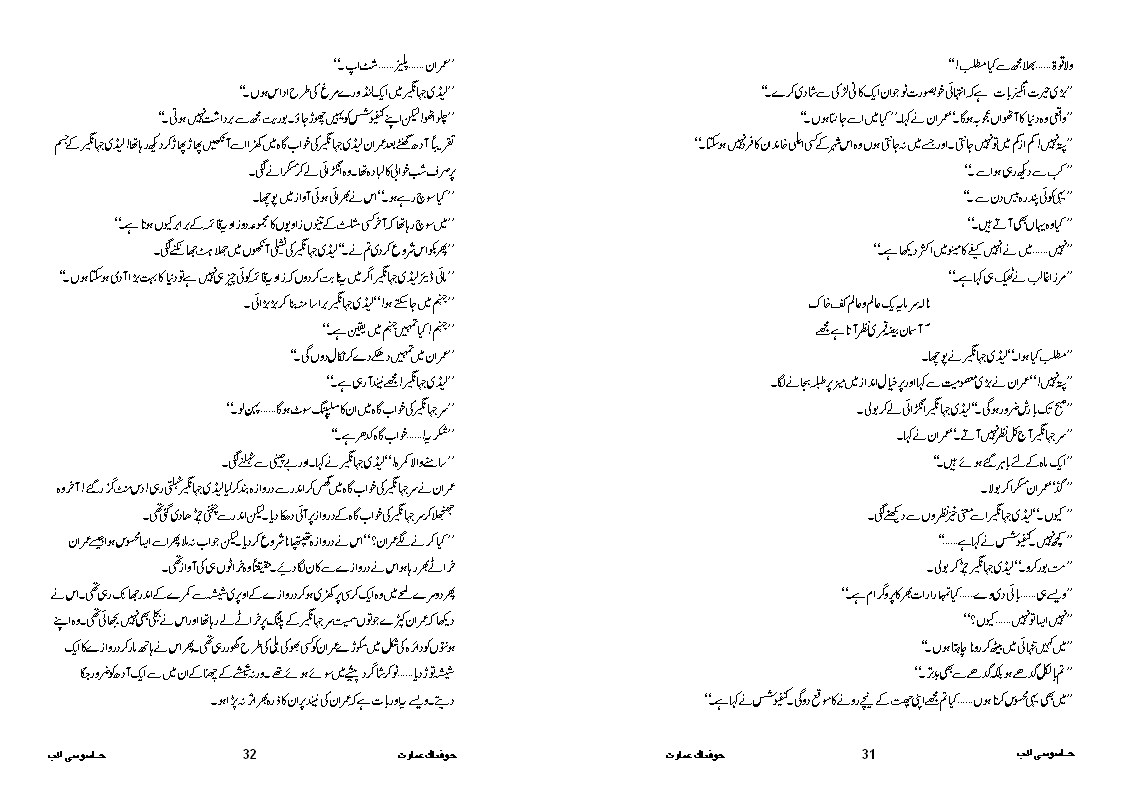 ولا قوۃ......بھلا مجھ سے کیا مطلب!“
”بڑی حیرت انگیز بات ہے کہ انتہائی خوبصورت نوجوان ایک کانی لڑکی سے شادی کرے۔“
”واقعی وہ دنیا کا آٹھواں عجوبہ ہوگا۔“عمران نے کہا۔”کیا میں اسے جانتا ہوں۔“
”پتہ نہیں! کم از کم میں تو نہیں جانتی۔اور جسے میں نہ جانتی ہوں وہ اس شہر کے کسی اعلی خاندان کا فرد نہیں ہوسکتا۔“
”کب سے دیکھ رہی ہو اسے۔“
”یہی کوئی پندرہ بیس دن سے۔“
”کیا وہ یہاں بھی آتے ہیں۔“
”نہیں......میں نے انہیں کیفے کامینو میں اکثر دیکھا ہے۔“
”مرزا غالب نے ٹھیک ہی کہا ہے۔“
نالہ سرمایہ یک عالم و عالم کف خاک
آسمان بیضہ قمری نظر آتا ہے مجھے
”مطلب کیا ہوا۔“لیڈی جہانگیر نے پوچھا۔
”پتہ نہیں!“عمران نے بڑی معصومیت سے کہا اور پر خیال انداز میں میز پر طبلہ بجانے لگا۔
”صبح تک بارش ضرور ہوگی۔“لیڈی جہانگیر انگڑائی لے کر بولی۔
”سر جہانگیر آج کل نظر نہیں آتے۔“عمران نے کہا۔
”ایک ماہ کے لئے باہر گئے ہوئے ہیں۔“
”گڈ“عمران مسکرا کر بولا۔
”کیوں۔“لیڈی جہانگیر اسے معنی خیز نظروں سے دیکھنے لگی۔
”کچھ نہیں۔کنفیوشس نے کہا ہے......“
”مت بور کرو۔“لیڈی جہانگیر چڑ کر بولی۔
”ویسے ہی......بائی دی وے......کیا تمہارا رات بھر کا پروگرام ہے۔“
”نہیں ایسا تو نہیں......کیوں؟“
”میں کہیں تنہائی میں بیٹھ کر رونا چاہتا ہوں۔“
”تم بالکل گدھے ہو بلکہ گدھے سے بھی بدتر۔“
”میں بھی یہی محسوس کرتا ہوں......کیا تم مجھے اپنی چھت کے نیچے رونے کا موقع دو گی۔کنفیوشس نے کہا ہے۔“
جاسوسی ادب 31 خوفناک عمارت
”عمران......پلیز......شٹ اپ۔“
”لیڈی جہانگیر میں ایک لنڈورے مرغ کی طرح اداس ہوں۔“
”چلو اٹھو! لیکن اپنے کنفیوشس کو یہیں چھوڑ جاؤ۔بوریت مجھ سے برداشت نہیں ہوتی۔“
تقریباً آدھ گھنٹے بعد عمران لیڈی جہانگیر کی خواب گاہ میں کھڑا اسے آنکھیں پھاڑ پھاڑ کر دیکھ رہا تھا! لیڈی جہانگیر کے جسم
پر صرف شب خوابی کا لبادہ تھا۔وہ انگڑائی لے کر مسکرانے لگی۔
”کیا سوچ رہے ہو۔“اس نے بھرائی ہوئی آواز میں پوچھا۔
”میں سوچ رہا تھا کہ آخر کسی مثلث کے تینوں زاویوں کا مجموعہ دو زاویہ قائمہ کے برابر کیوں ہوتا ہے۔“
”پھر بکواس شروع کر دی تم نے۔“لیڈی جہانگیر کی نشیلی آنکھوں میں جھلاہٹ جھانکنے لگی۔
”مائی ڈیئر لیڈی جہانگیر اگر میں یہ ثابت کر دوں کہ زاویہ قائمہ کوئی چیز ہی نہیں ہے تو دنیا کا بہت بڑا آدمی ہو سکتا ہوں۔“
”جہنم میں جا سکتے ہو!“لیڈی جہانگیر برا سا منہ بنا کر بڑبڑائی۔
”جہنم! کیا تمہیں جہنم میں یقین ہے۔“
”عمران میں تمہیں دھکے دے کر نکال دوں گی۔“
”لیڈی جہانگیر! مجھے نیند آ رہی ہے۔“
”سر جہانگیر کی خواب گاہ میں ان کا سلیپنگ سوٹ ہوگا......پہن لو۔“
”شکریہ!......خواب گاہ کدھر ہے۔“
”سامنے والا کمرہ!“لیڈی جہانگیر نے کہا۔اور بے چینی سے ٹہلنے لگی۔
عمران نے سر جہانگیر کی خواب گاہ میں گھس کر اندر سے دروازہ بند کر لیا لیڈی جہانگیر ٹہلتی رہی! دس منٹ گزر گئے! آخر وہ
جھنجھلا کر سر جہانگیر کی خواب گاہ کے دروازے پر آئی دھکا دیا۔لیکن اندر سے چٹخنی چڑھا دی گئی تھی۔
”کیا کرنے لگے عمران؟“اس نے دروازہ تھپتھپانا شروع کر دیا۔لیکن جواب نہ ملا پھر اسے ایسا محسوس ہوا جیسے عمران
خراٹے بھر رہا ہو اس نے دروازے سے کان لگا دیئے۔حقیقتاً وہ خراٹوں ہی کی آواز تھی۔
پھر دوسرے لمحے میں وہ ایک کرسی پر کھڑی ہو کر دروازے کے اوپری شیشہ سے کمرے کے اندر جھانک رہی تھی۔اس نے
دیکھا کہ عمران کپڑے جوتوں سمیت سر جہانگیر کے پلنگ پر خراٹے لے رہا تھا اور اس نے بجلی بھی نہیں بجھائی تھی۔وہ اپنے
ہونٹوں کو دائرہ کی شکل میں سکوڑے عمران کو کسی بھوکی بلی کی طرح گھور رہی تھی۔پھر اس نے ہاتھ مار کر دروازے کا ایک
شیشہ توڑ دیا......نوکر شاگرد پیشے میں سوئے ہوئے تھے۔ورنہ شیشے کے چھناکے ان میں سے ایک آدھ کو ضرور جگا
دیتے۔ویسے یہ اور بات ہے کہ عمران کی نیند پر ان کا ذرہ بھر اثر نہ پڑا ہو۔
خوفناک عمارت 32 جاسوسی ادب